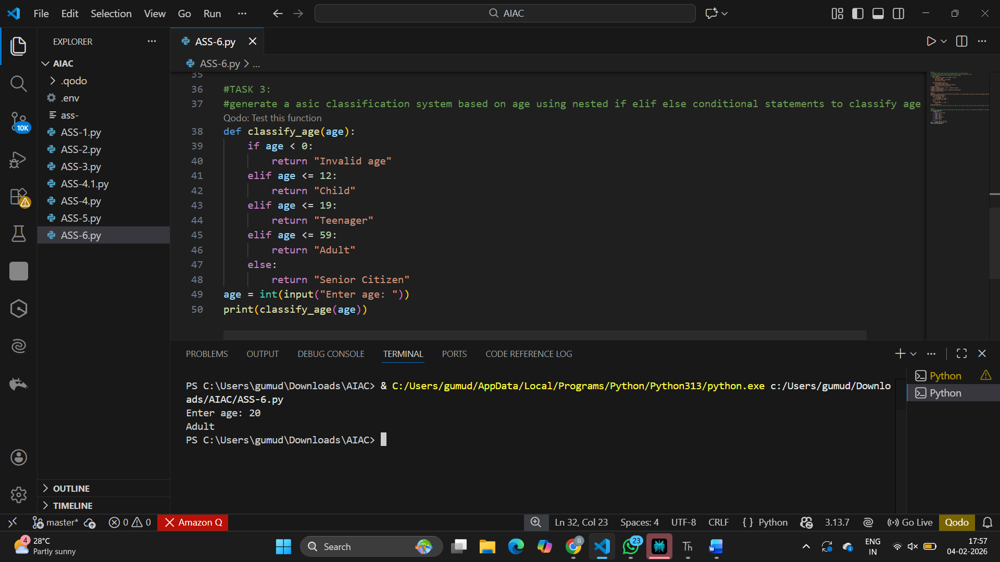 File Edit Selection View Go Run
AIAC
EXPLORER
AIAC
.qodo
.env
ass-
ASS-1.py
ASS-2.py
ASS-3.py
ASS-4.1.py
ASS-4.py
ASS-5.py
ASS-6.py
OUTLINE
TIMELINE
10K
ASS-6.py
ASS-6.py > ...
35
36 #TASK 3:
37 #generate a asic classification system based on age using nested if elif else conditional statements to classify age
Qodo: Test this function
38 def classify_age(age):
39 if age < 0:
40 return "Invalid age"
41 elif age <= 12:
42 return "Child"
43 elif age <= 19:
44 return "Teenager"
45 elif age <= 59:
46 return "Adult"
47 else:
48 return "Senior Citizen"
49 age = int(input("Enter age: "))
50 print(classify_age(age))
PROBLEMS OUTPUT DEBUG CONSOLE TERMINAL PORTS CODE REFERENCE LOG
PS C:\Users\gumud\Downloads\AIAC> & C:/Users/gumud/AppData/Local/Programs/Python/Python313/python.exe c:/Users/gumud/Downlo
ads/AIAC/ASS-6.py
Enter age: 20
Adult
PS C:\Users\gumud\Downloads\AIAC>
Python
Python
master* 0 0 Amazon Q Ln 32, Col 23 Spaces: 4 UTF-8 CRLF { } Python 3.13.7 Go Live Qodo
4
28°C
Partly sunny
Search
G
23
Th
W
ENG
IN
17:57
04-02-2026